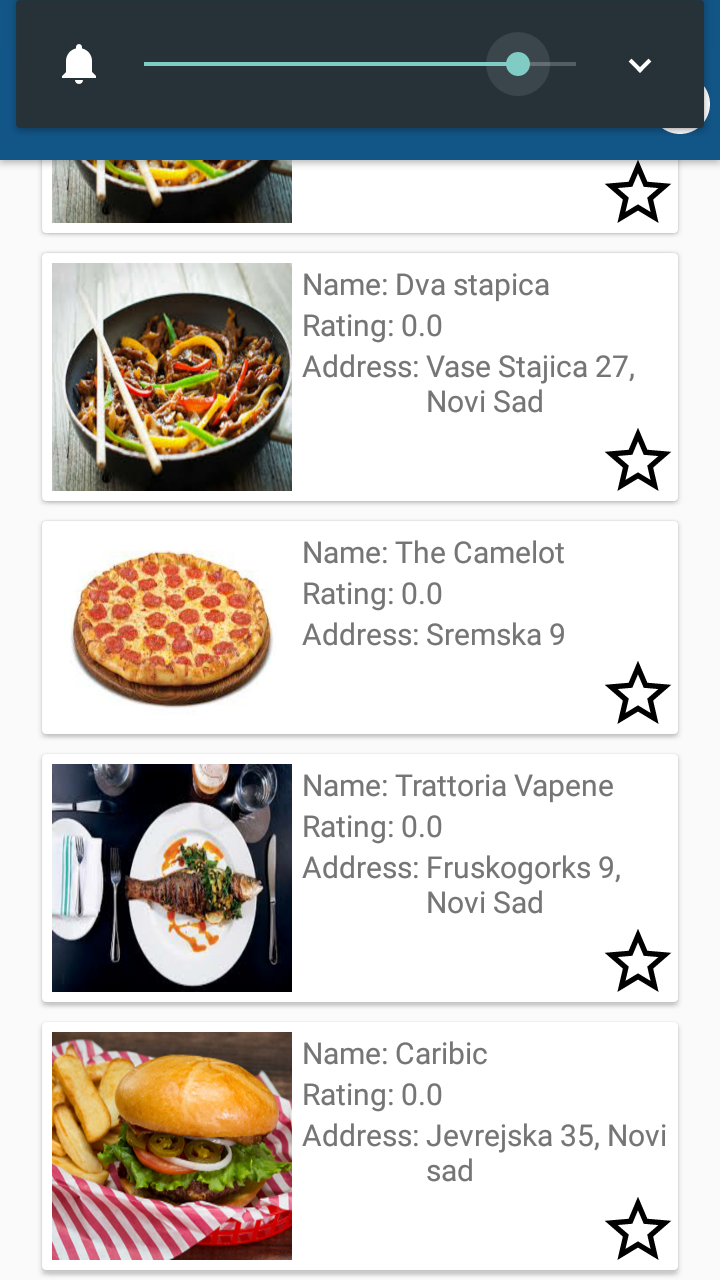 Name: Dva stapica
Rating: 0.0
Address: Vase Stajica 27,
Novi Sad
Name: The Camelot
Rating: 0.0
Address: Sremska 9
Name: Trattoria Vapene
Rating: 0.0
Address: Fruskogorks 9,
Novi Sad
Name: Caribic
Rating: 0.0
Address: Jevrejska 35, Novi
sad